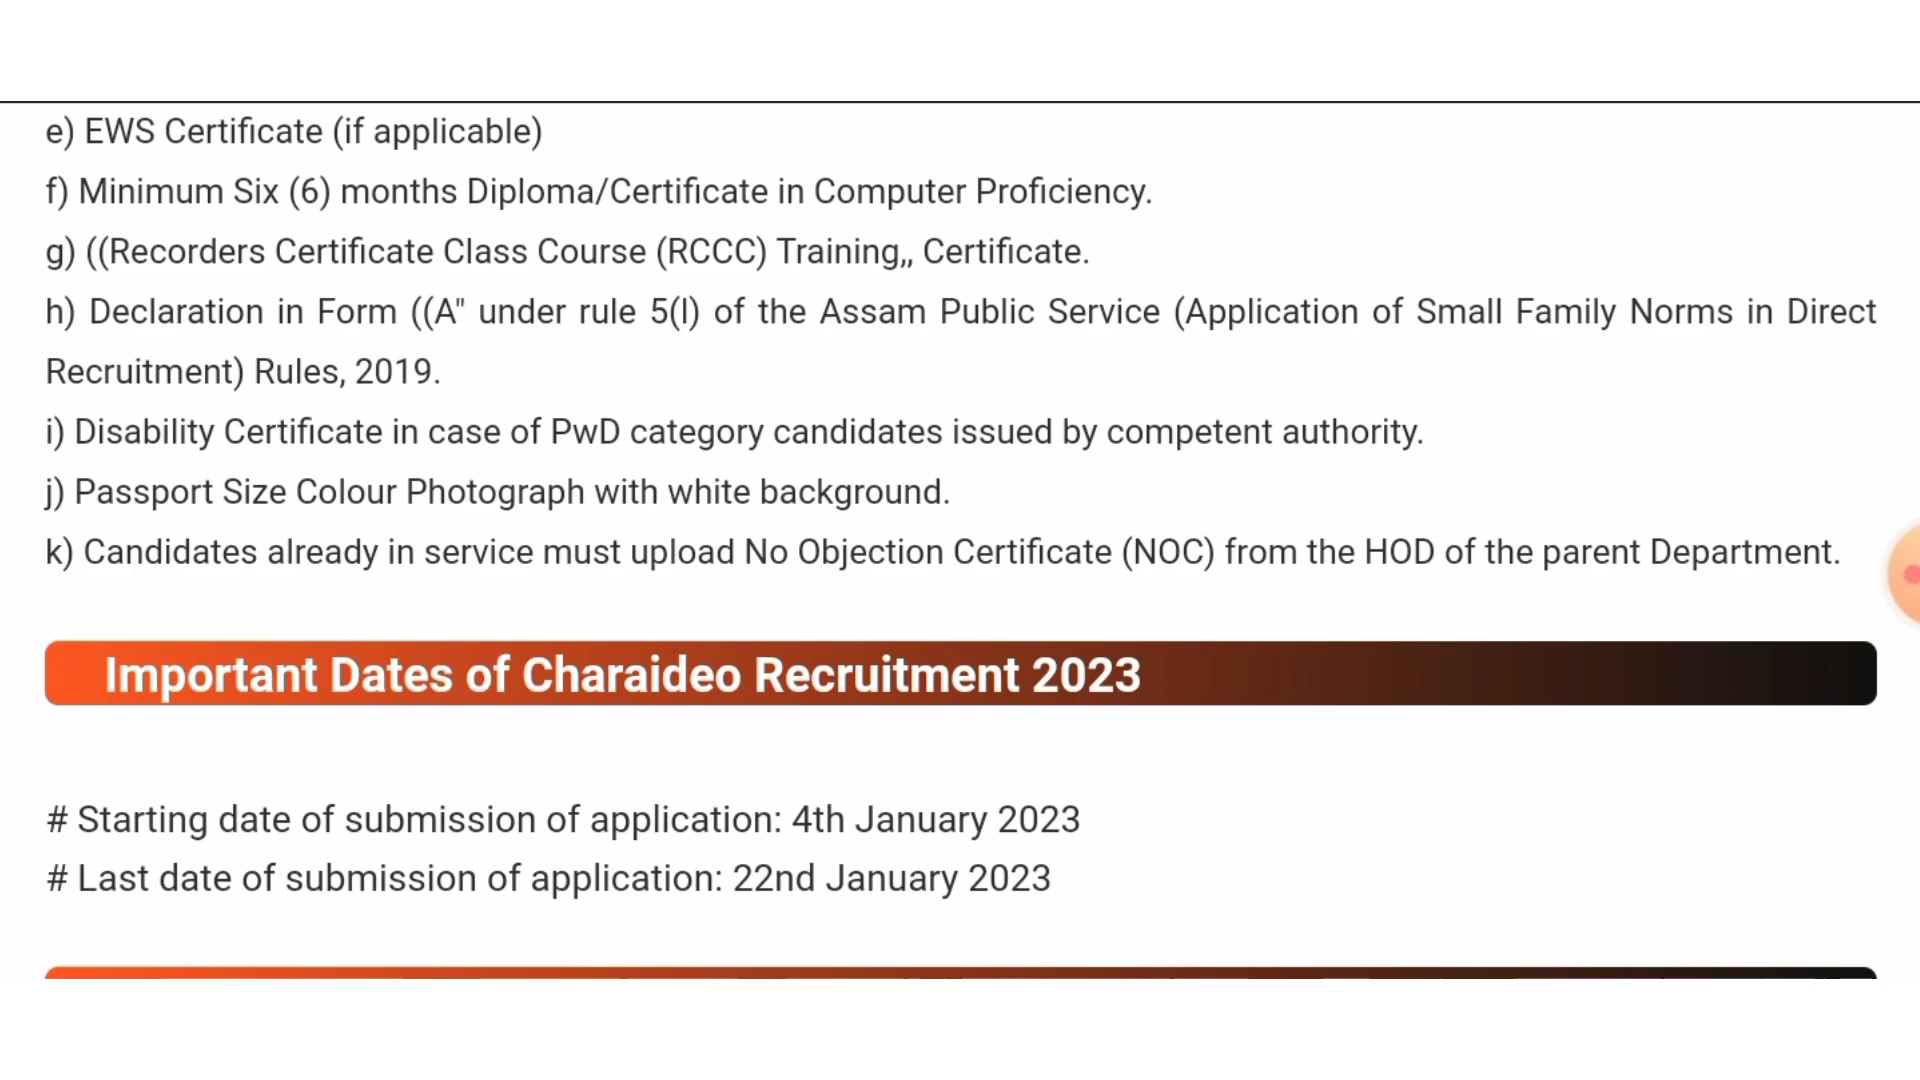 e) EWS Certificate (if applicable)
f) Minimum Six (6) months Diploma/Certificate in Computer Proficiency.
g) ((Recorders Certificate Class Course (RCCC) Training,, Certificate.
h) Declaration in Form ((A" under rule 5(l) of the Assam Public Service (Application of Small Family Norms in Direct
Recruitment) Rules, 2019.
i) Disability Certificate in case of PwD category candidates issued by competent authority.
j) Passport Size Colour Photograph with white background.
k) Candidates already in service must upload No Objection Certificate (NOC) from the HOD of the parent Department.
Important Dates of Charaideo Recruitment 2023
# Starting date of submission of application: 4th January 2023
# Last date of submission of application: 22nd January 2023